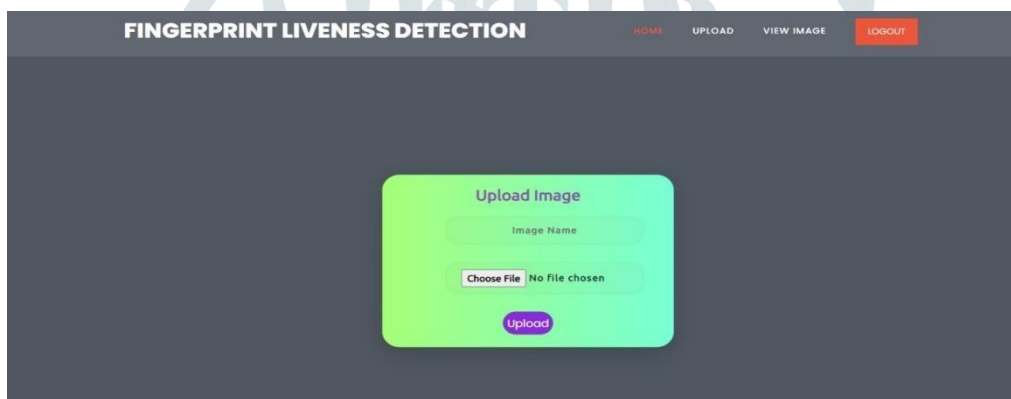 FINGERPRINT LIVENESS DETECTION HOME UPLOAD VIEW IMAGE LOGOUT
Upload Image
Image Name
Choose File No file chosen
Upload